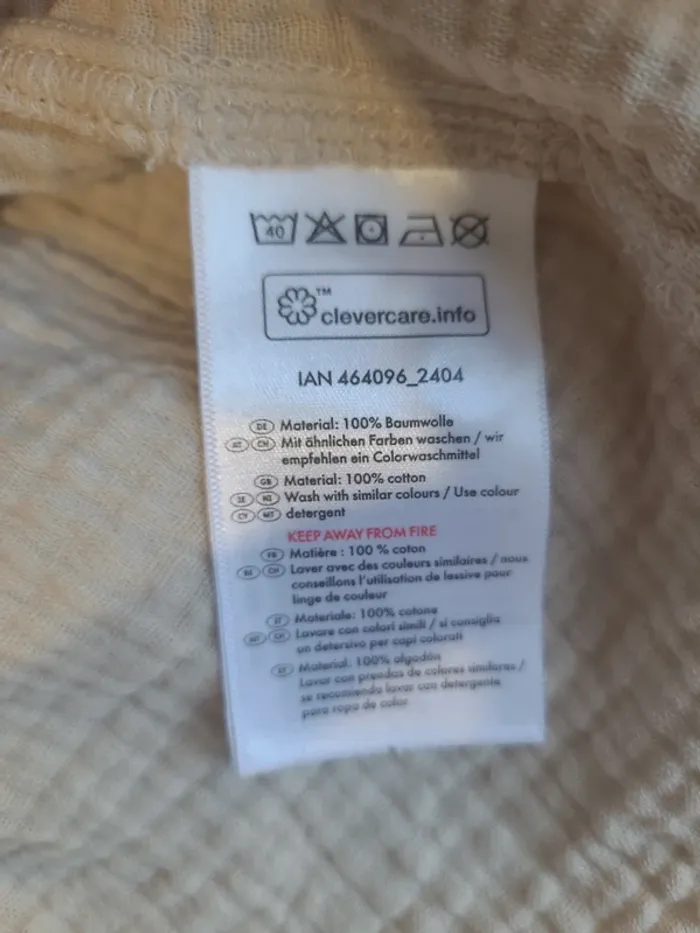 40
clevercare.info™
IAN 464096_2404
DE Material: 100% Baumwolle
AT CH Mit ähnlichen Farben waschen / wir
empfehlen ein Colorwaschmittel
GB Material: 100% cotton
IE NI Wash with similar colours / Use colour
CY MT detergent
KEEP AWAY FROM FIRE
FR Matière : 100 % coton
BE CH Laver avec des couleurs similaires / nous
conseillons l'utilisation de lessive pour
linge de couleur
IT Materiale: 100% cotone
CH Lavare con colori simili / si consiglia
un detersivo per capi colorati
Material: 100% algodón
Lavar con prendas de colores similares /
se recomienda lavar con detergente
para ropa de color